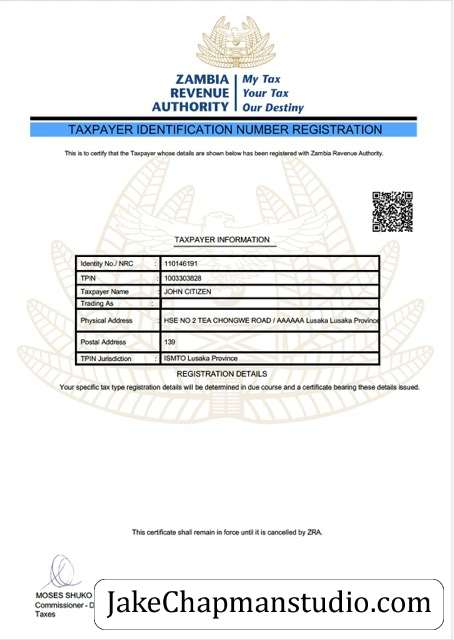 ZAMBIA
REVENUE
AUTHORITY
My Tax
Your Tax
Our Destiny
TAXPAYER IDENTIFICATION NUMBER REGISTRATION
This is to certify that the Taxpayer whose details are shown below has been registered with Zambia Revenue Authority.
TAXPAYER INFORMATION
Identity No./ NRC : 110146191
TPIN : 1003303828
Taxpayer Name : JOHN CITIZEN
Trading As :
Physical Address : HSE NO 2 TEA CHONGWE ROAD / AAAAAA Lusaka Lusaka Province
Postal Address : 139
TPIN Jurisdiction : ISMTO Lusaka Province
REGISTRATION DETAILS
Your specific tax type registration details will be determined in due course and a certificate bearing these details issued.
This certificate shall remain in force until it is cancelled by ZRA.
MOSES SHUKO
Commissioner - D
Taxes
JakeChapmanstudio.com